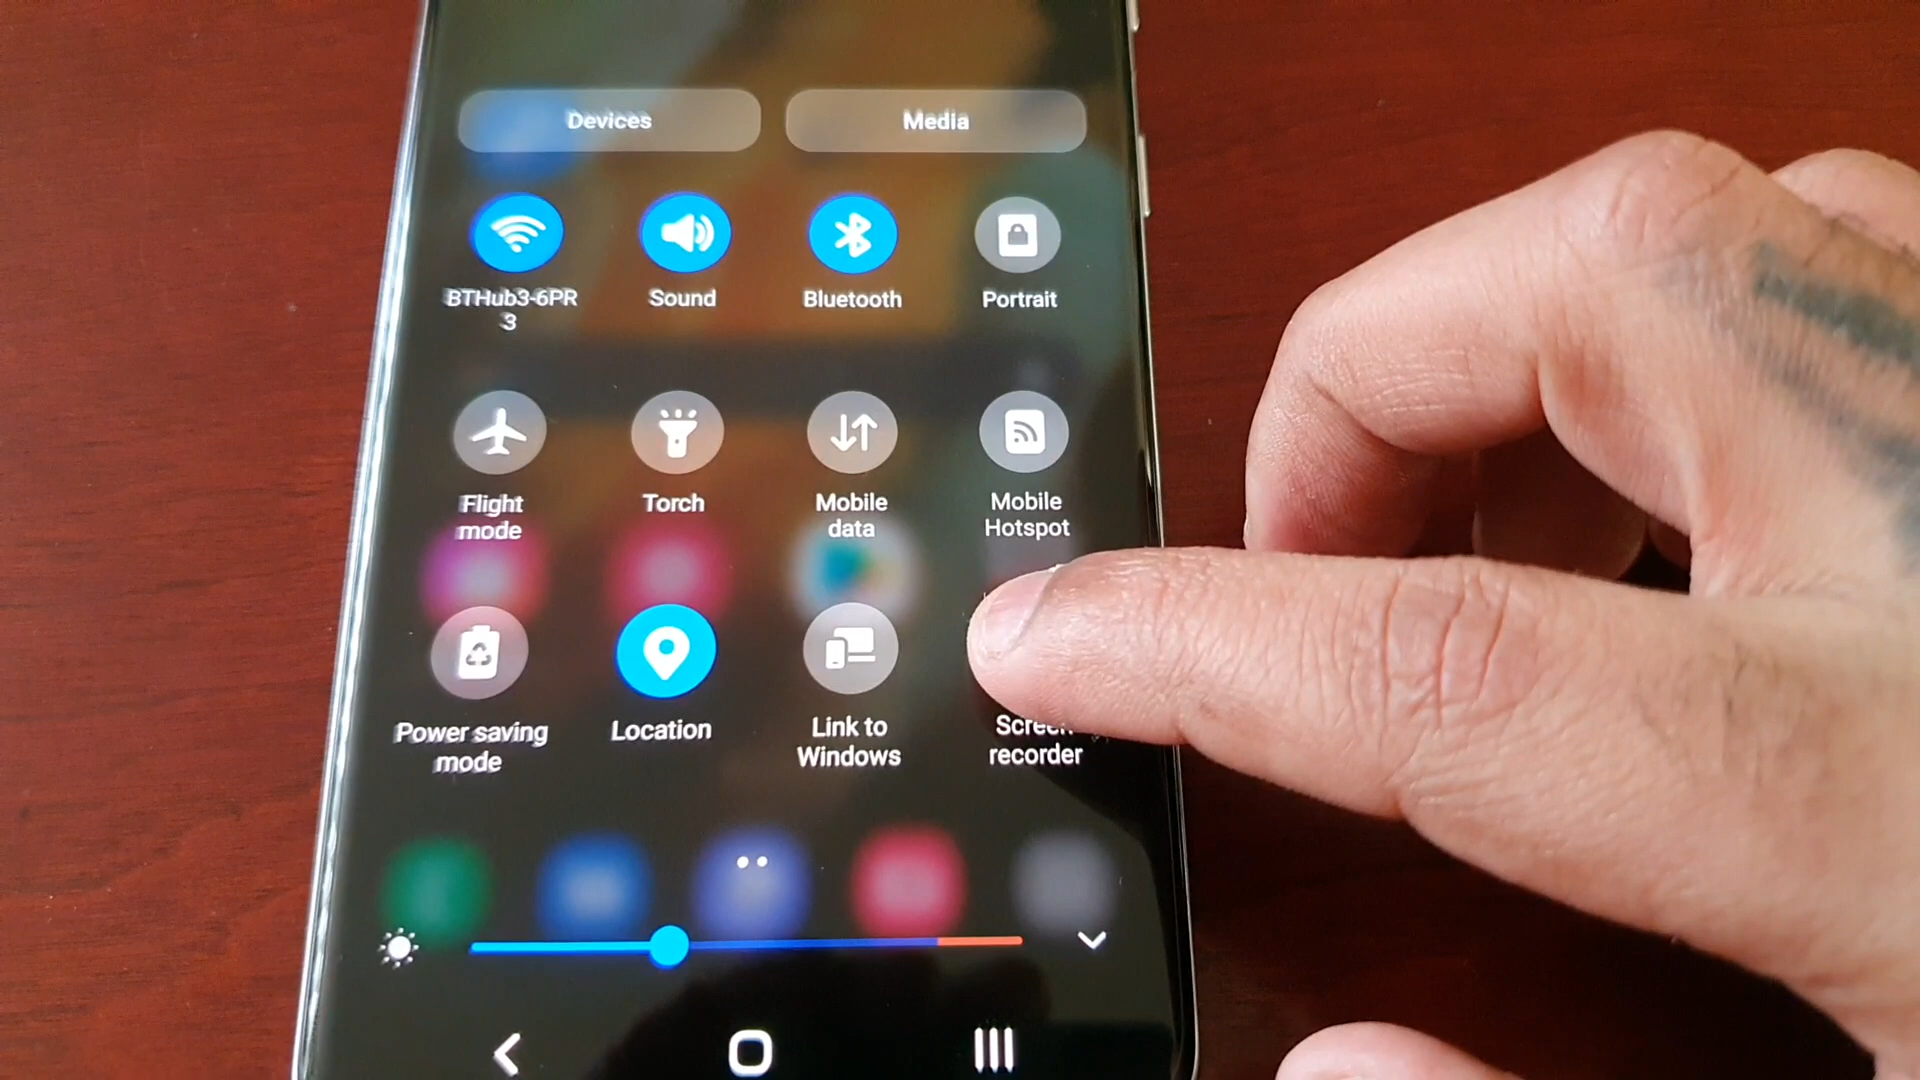 Devices
Media
BTHub3-6PR
3
Sound
Bluetooth
Portrait
Flight
mode
Torch
Mobile
data
Mobile
Hotspot
Power saving
mode
Location
Link to
Windows
Screen
recorder